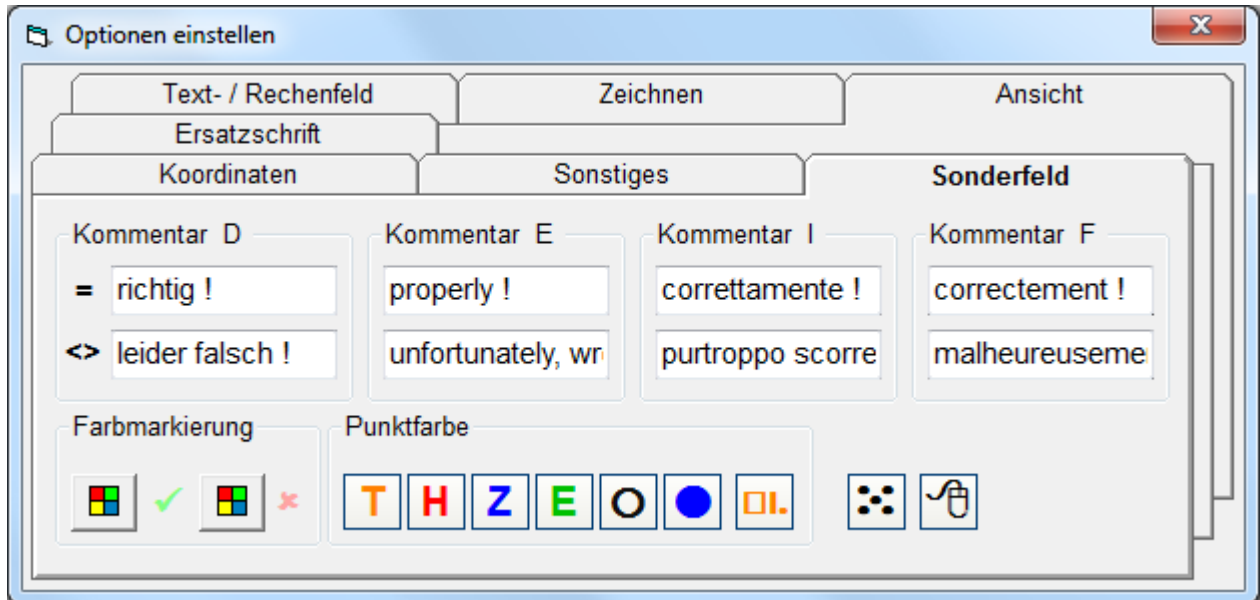 Optionen einstellen
Text- / Rechenfeld Zeichnen Ansicht
Ersatzschrift
Koordinaten Sonstiges Sonderfeld
Kommentar D Kommentar E Kommentar I Kommentar F
= richtig ! properly ! correttamente ! correctement !
<> leider falsch ! unfortunately, wr purtroppo scorre malheureuseme
Farbmarkierung Punktfarbe
T H Z E